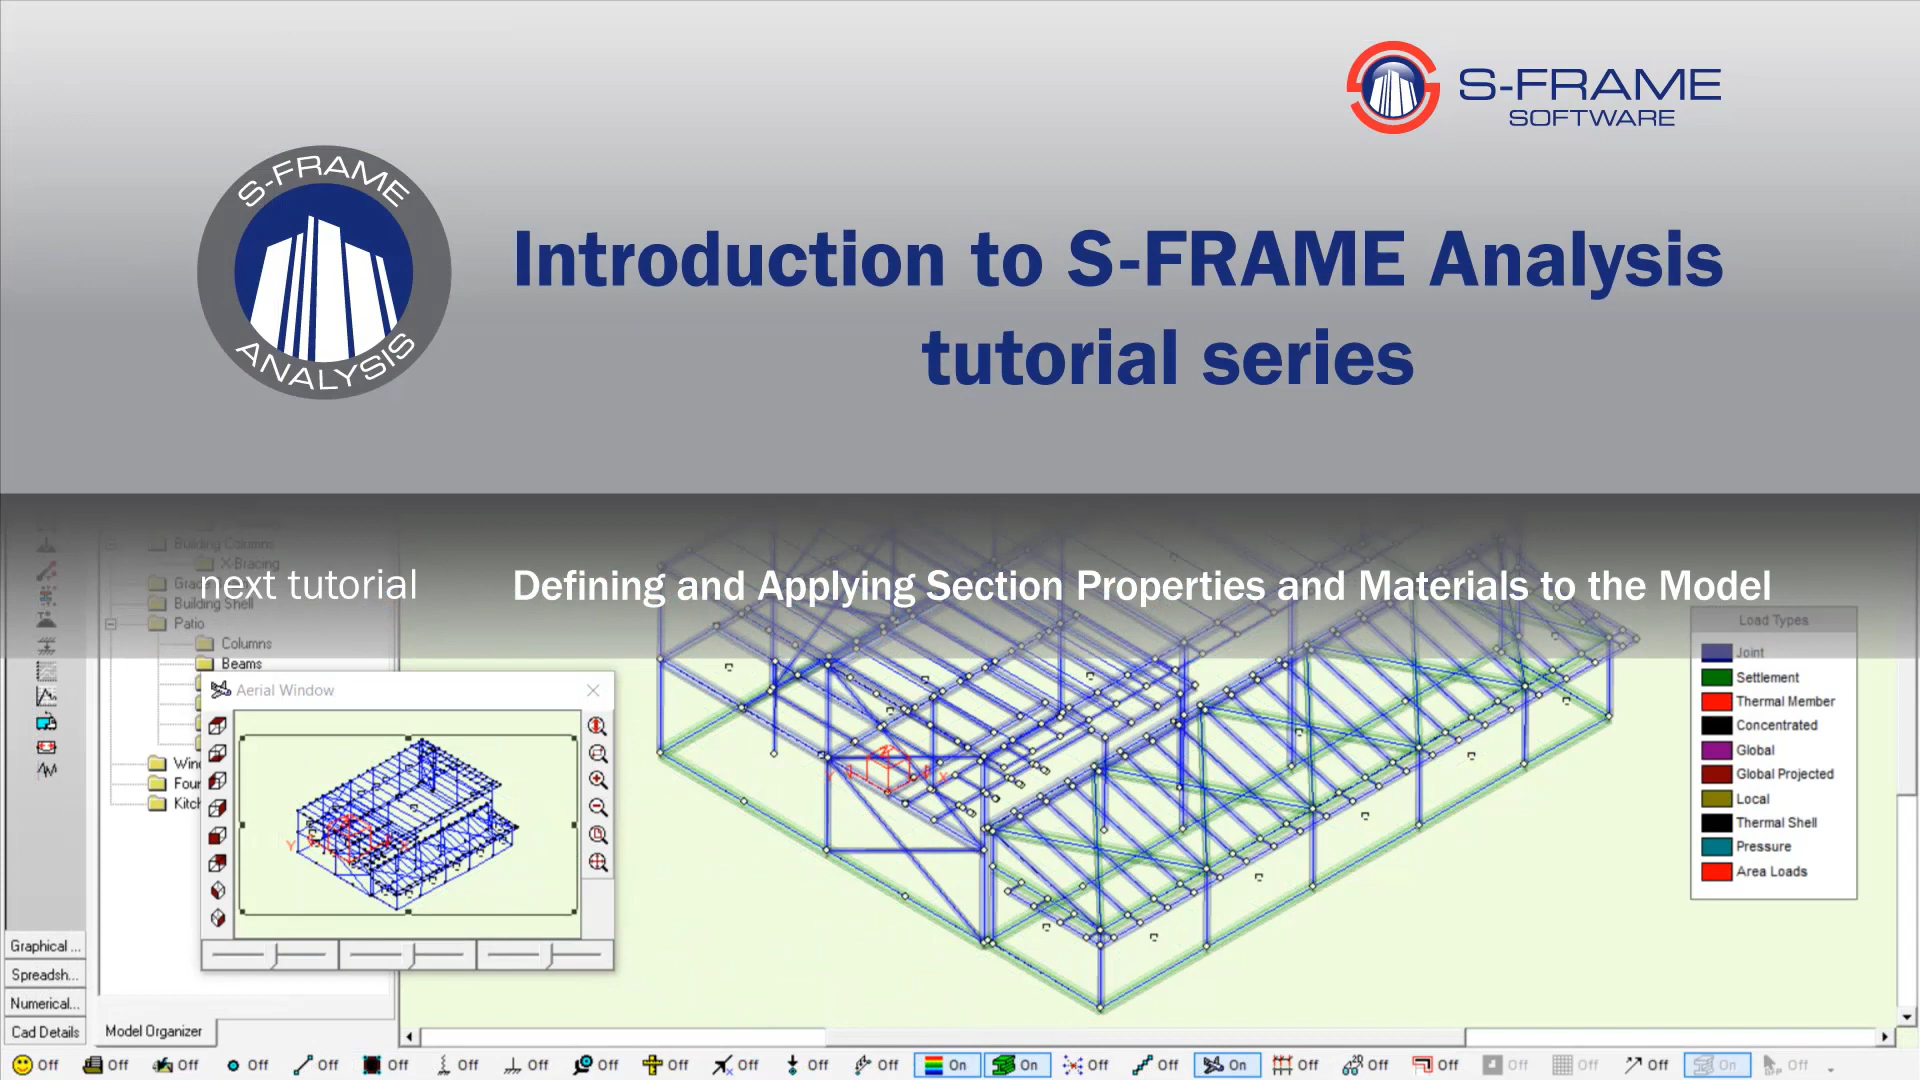 S-FRAME
SOFTWARE
S-FRAME
ANALYSIS
Introduction to S-FRAME Analysis
tutorial series
next tutorial
Defining and Applying Section Properties and Materials to the Model
Building Columns
X-Bracing
Building Shell
Patio
Columns
Beams
Aerial Window
Y
Y
X
Load Types
Joint
Settlement
Thermal Member
Concentrated
Global
Global Projected
Local
Thermal Shell
Pressure
Area Loads
Graphical ...
Spreadsh...
Numerical...
Cad Details
Model Organizer
Off Off Off Off Off Off Off Off Off Off Off Off Off On On Off Off On Off Off Off Off Off Off On Off